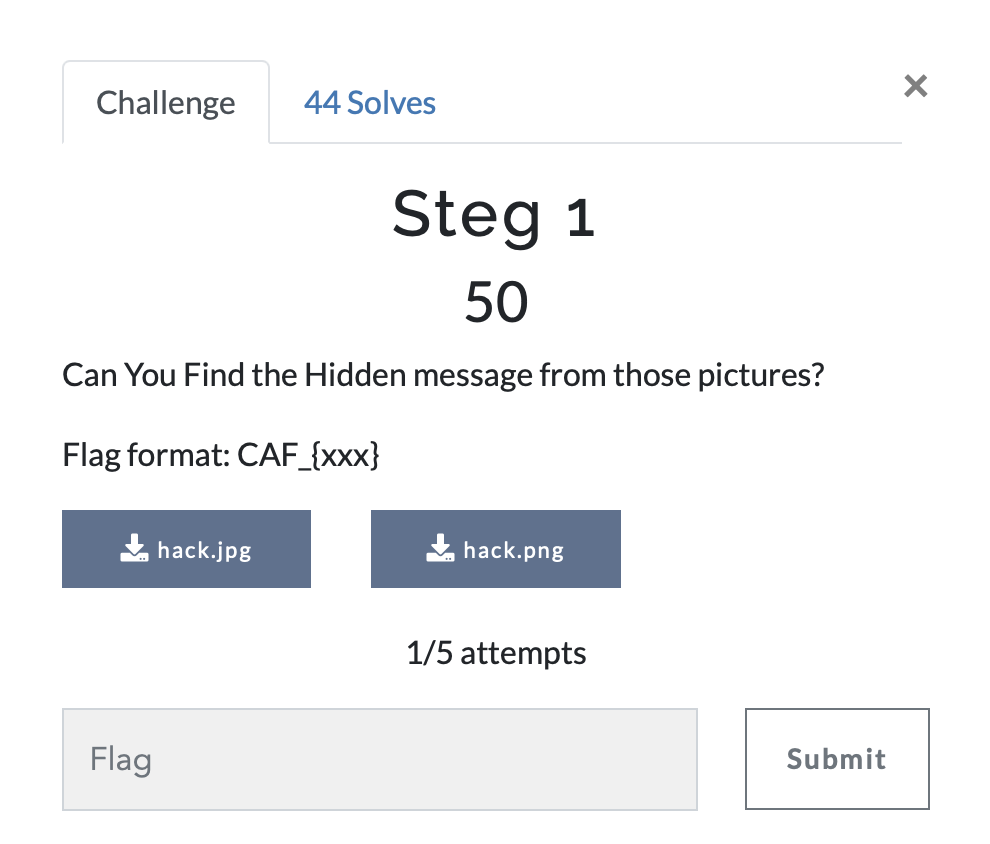 Challenge
44 Solves
×
Steg 1
50
Can You Find the Hidden message from those pictures?
Flag format: CAF_{xxx}
hack.jpg
hack.png
1/5 attempts
Flag
Submit